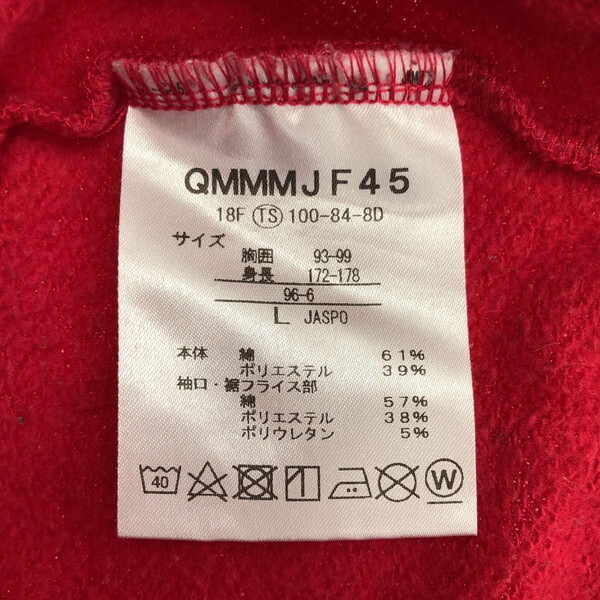 QMMMJF45
18F TS 100-84-8D
サイズ
胸囲 93-99
身長 172-178
96-6
L JASPO
本体 綿 61%
ポリエステル 39%
袖口・裾フライス部
綿 57%
ポリエステル 38%
ポリウレタン 5%
40 W